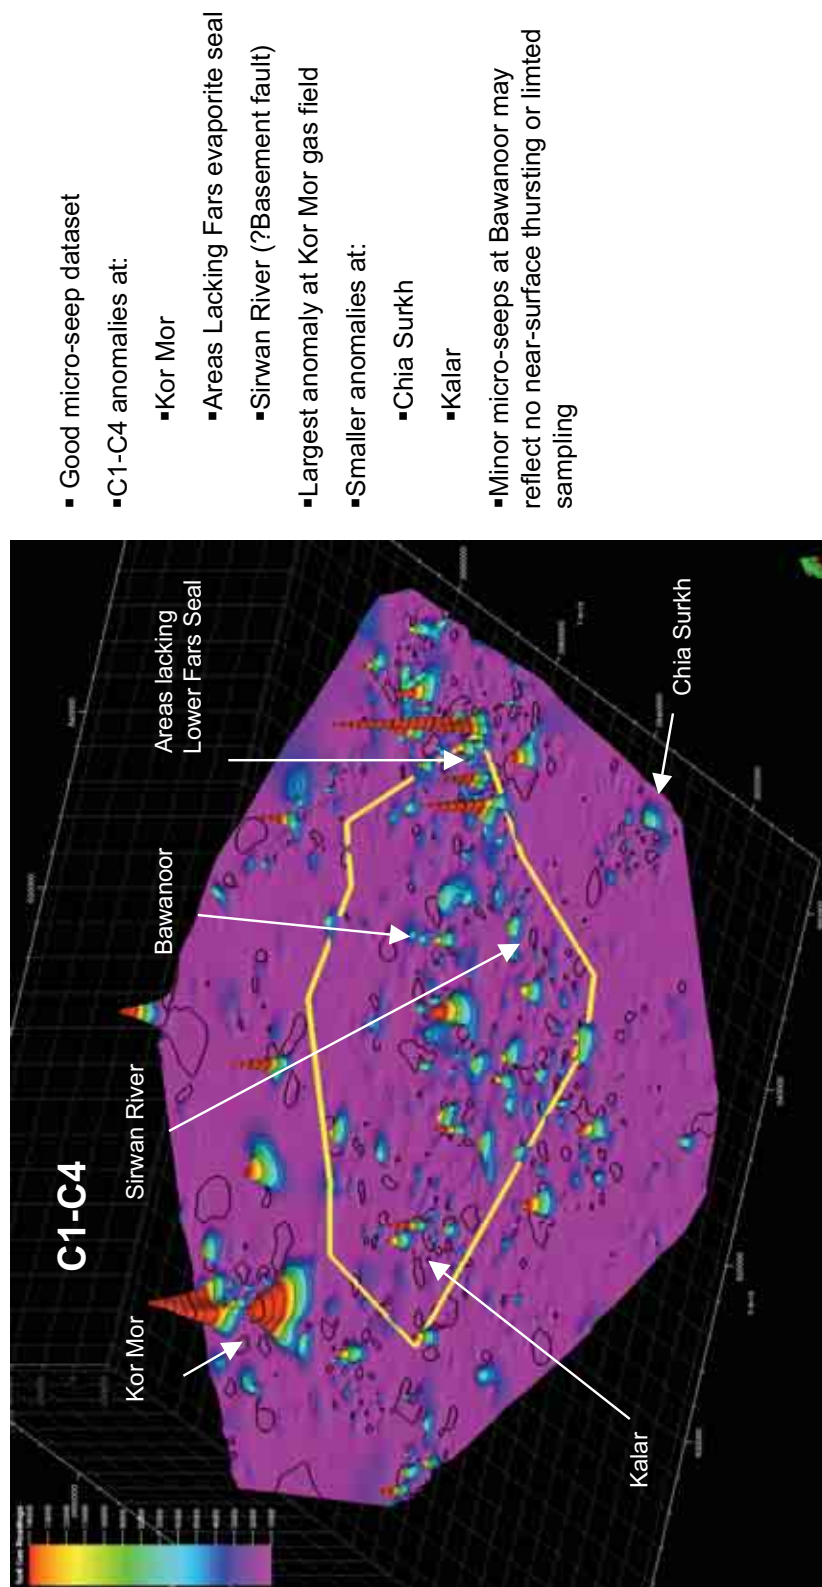 C1-C4
Kor Mor
Sirwan River
Bawanoor
Areas lacking
Lower Fars Seal
Kalar
Chia Surkh
▪ Good micro-seep dataset
▪C1-C4 anomalies at:
▪Kor Mor
▪Areas Lacking Fars evaporite seal
▪Sirwan River (?Basement fault)
▪Largest anomaly at Kor Mor gas field
▪Smaller anomalies at:
▪Chia Surkh
▪Kalar
▪Minor micro-seeps at Bawanoor may
reflect no near-surface thursting or limted
sampling